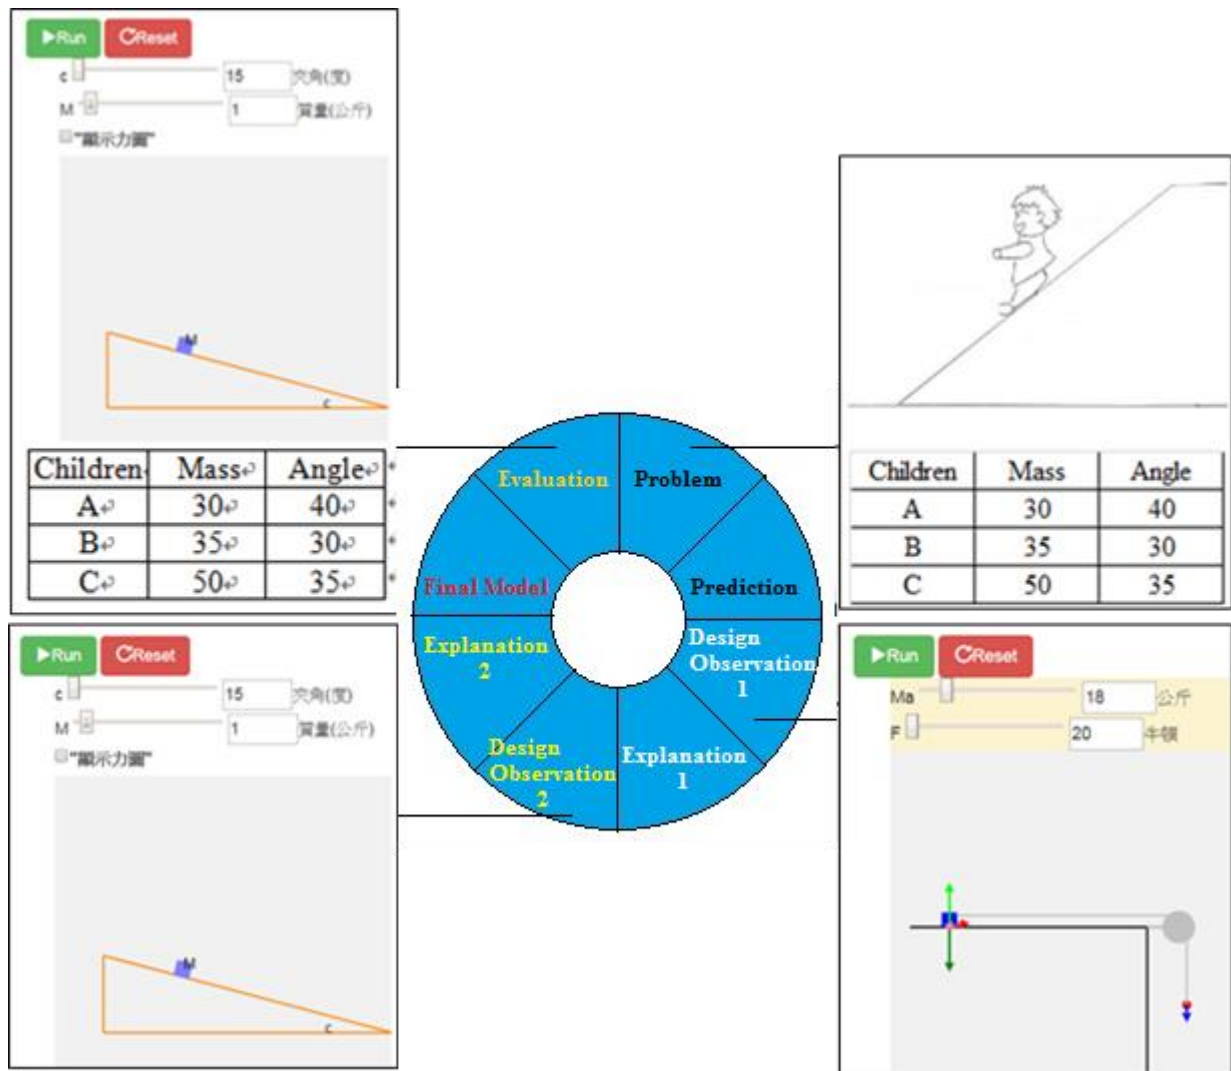 Run Reset
c 15 夾角(度)
M 1 質量(公斤)
"顯示力圖"
M
c
Children Mass Angle
A 30 40
B 35 30
C 50 35
Children Mass Angle
A 30 40
B 35 30
C 50 35
Evaluation
Problem
Prediction
Design
Observation
1
Explanation
1
Design
Observation
2
Explanation
2
Final Model
Run Reset
c 15 夾角(度)
M 1 質量(公斤)
"顯示力圖"
M
c
Run Reset
Ma 18 公斤
F 20 牛頓